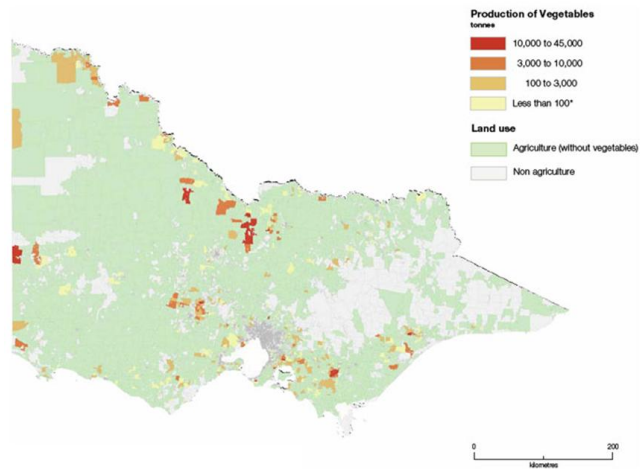 Production of Vegetables
tonnes
10,000 to 45,000
3,000 to 10,000
100 to 3,000
Less than 100*
Land use
Agriculture (without vegetables)
Non agriculture
0 200
kilometres